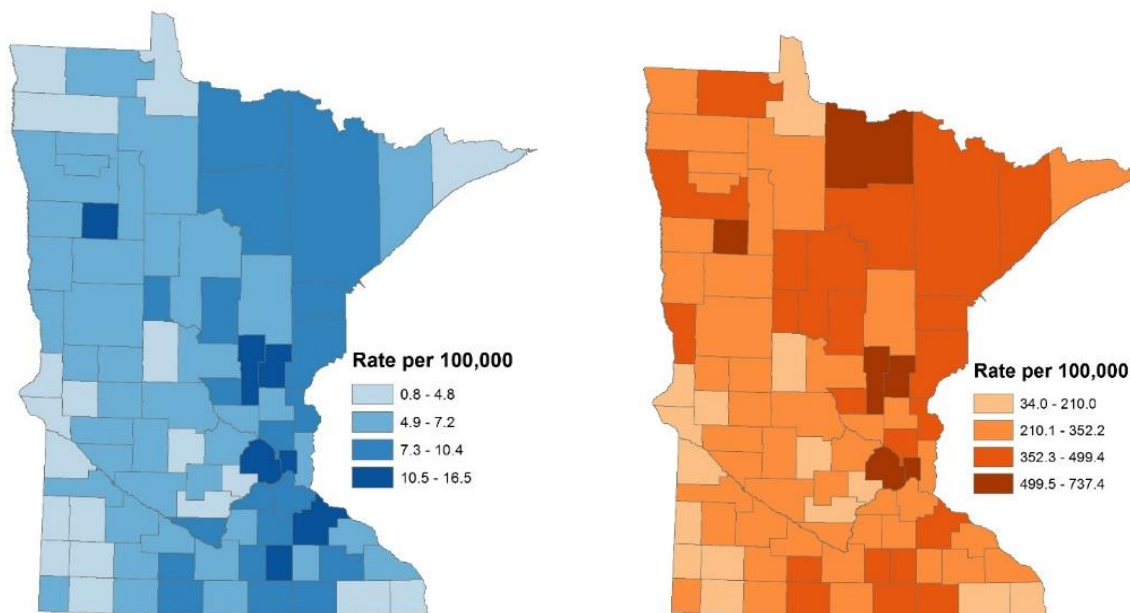 Rate per 100,000
0.8 - 4.8
4.9 - 7.2
7.3 - 10.4
10.5 - 16.5
Rate per 100,000
34.0 - 210.0
210.1 - 352.2
352.3 - 499.4
499.5 - 737.4